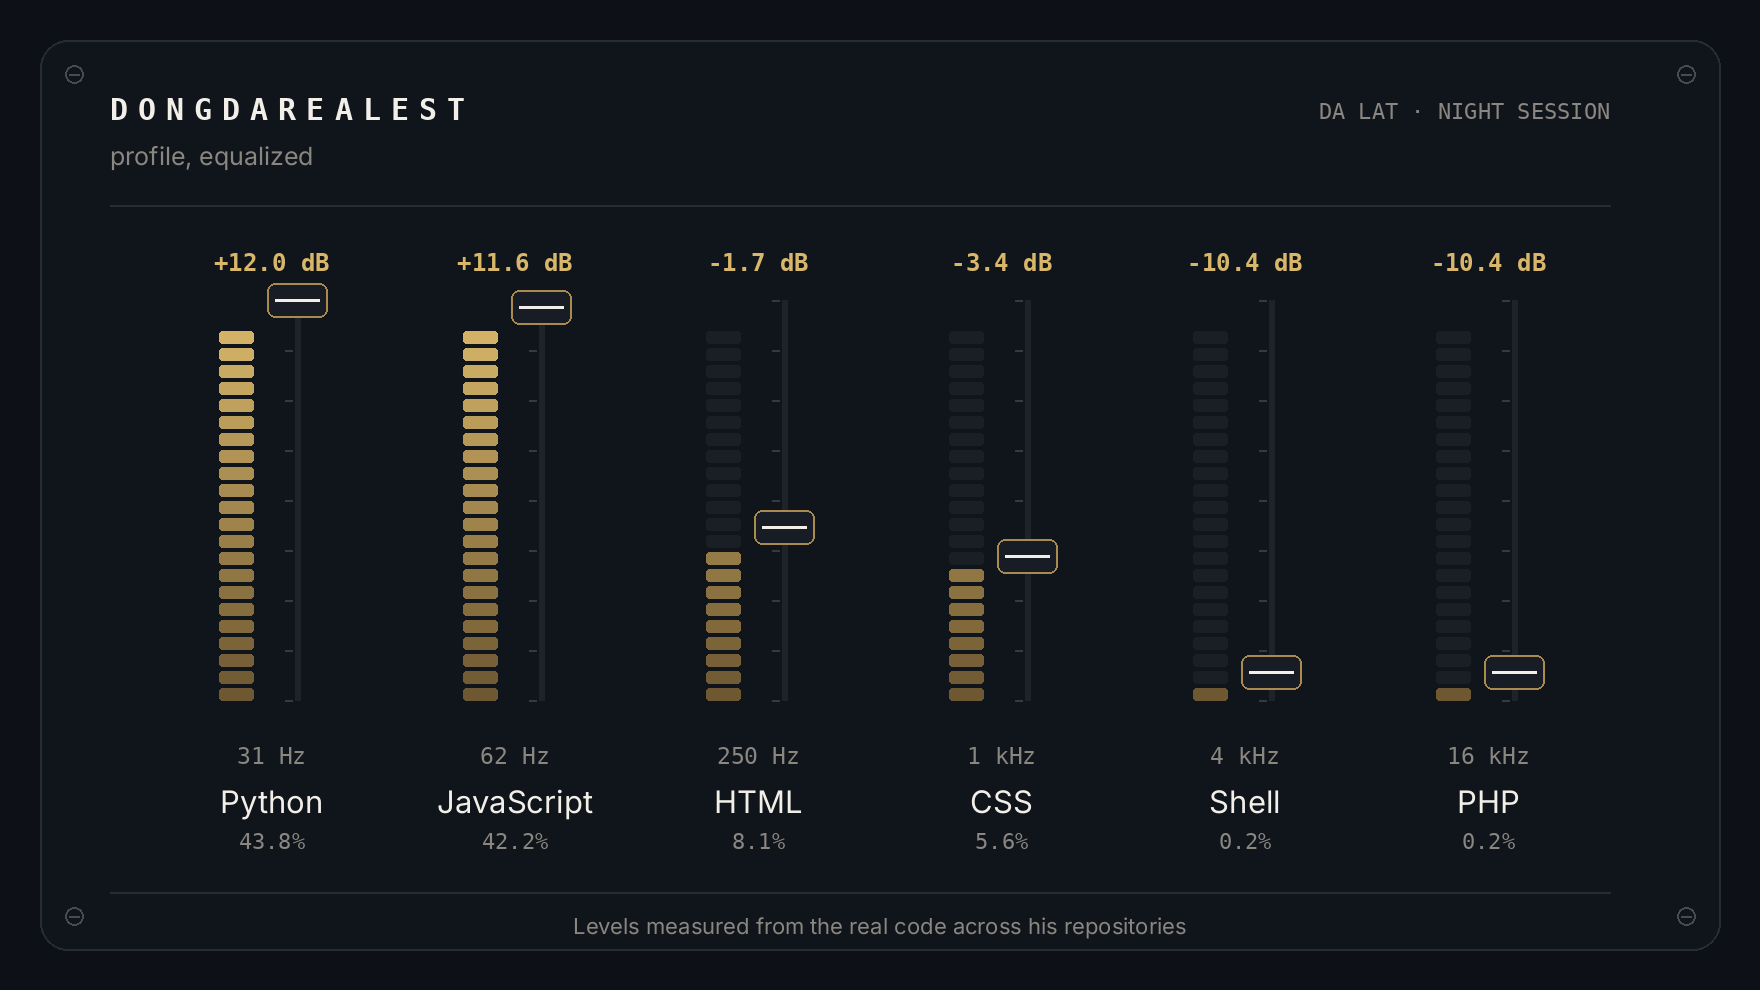 DONGDAREALEST
DA LAT · NIGHT SESSION
profile, equalized
+12.0 dB
+11.6 dB
-1.7 dB
-3.4 dB
-10.4 dB
-10.4 dB
31 Hz
62 Hz
250 Hz
1 kHz
4 kHz
16 kHz
Python
JavaScript
HTML
CSS
Shell
PHP
43.8%
42.2%
8.1%
5.6%
0.2%
0.2%
Levels measured from the real code across his repositories